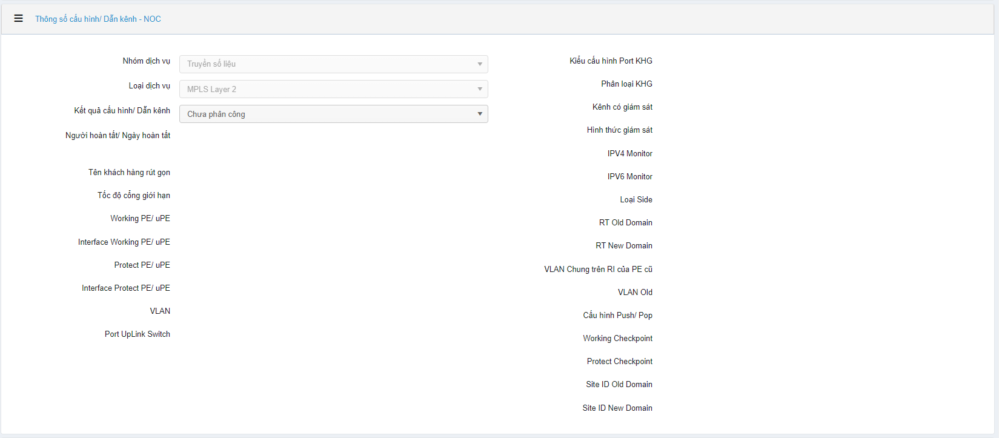 Thông số cấu hình/ Dẫn kênh - NOC
Nhóm dịch vụ
Truyền số liệu
Loại dịch vụ
MPLS Layer 2
Kết quả cấu hình/ Dẫn kênh
Chưa phân công
Người hoàn tất/ Ngày hoàn tất
Tên khách hàng rút gọn
Tốc độ cổng giới hạn
Working PE/ uPE
Interface Working PE/ uPE
Protect PE/ uPE
Interface Protect PE/ uPE
VLAN
Port UpLink Switch
Kiểu cấu hình Port KHG
Phân loại KHG
Kênh có giám sát
Hình thức giám sát
IPV4 Monitor
IPV6 Monitor
Loại Side
RT Old Domain
RT New Domain
VLAN Chung trên RI của PE cũ
VLAN Old
Cấu hình Push/ Pop
Working Checkpoint
Protect Checkpoint
Site ID Old Domain
Site ID New Domain